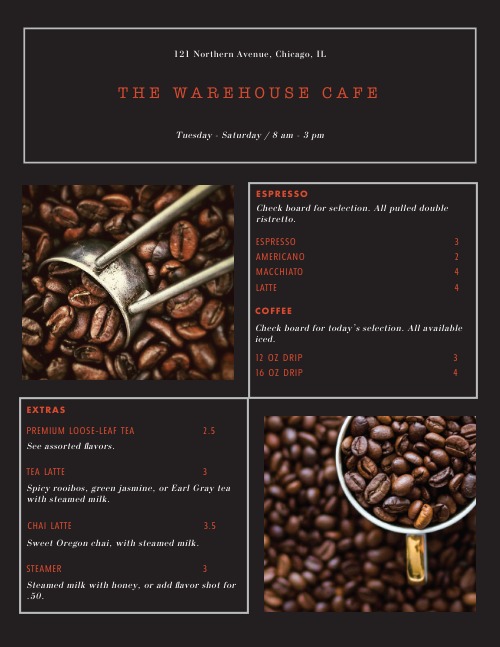 121 Northern Avenue, Chicago, IL
THE WAREHOUSE CAFE
Tuesday - Saturday / 8 am - 3 pm
ESPRESSO
Check board for selection. All pulled double
ristretto.
ESPRESSO 3
AMERICANO 2
MACCHIATO 4
LATTE 4
COFFEE
Check board for today's selection. All available
iced.
12 OZ DRIP 3
16 OZ DRIP 4
EXTRAS
PREMIUM LOOSE-LEAF TEA 2.5
See assorted flavors.
TEA LATTE 3
Spicy rooibos, green jasmine, or Earl Gray tea
with steamed milk.
CHAI LATTE 3.5
Sweet Oregon chai, with steamed milk.
STEAMER 3
Steamed milk with honey, or add flavor shot for
.50.